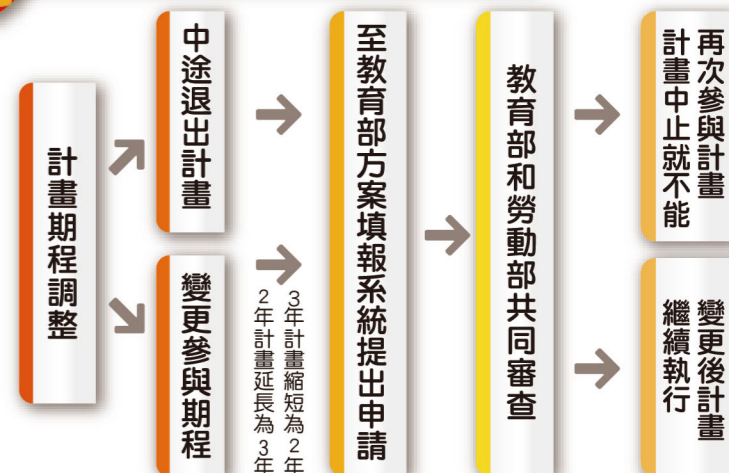 計畫期程調整
中途退出計畫
變更參與期程
3年計畫縮短為2年
2年計畫延長為3年
至教育部方案填報系統提出申請
教育部和勞動部共同審查
計畫中止就不能
再次參與計畫
變更後計畫
繼續執行